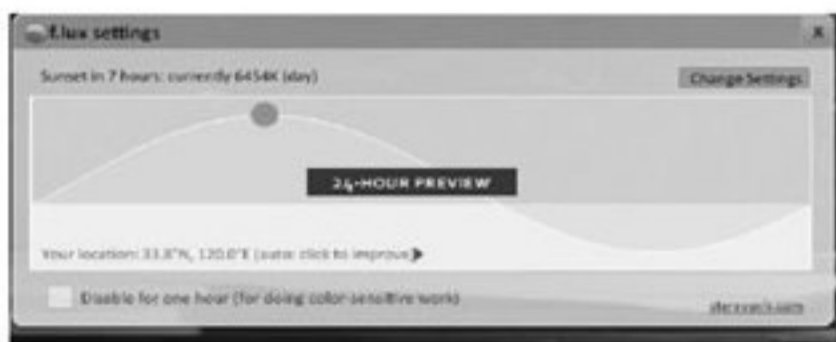 f.lux settings
x
Sunset in 7 hours: currently 6454K (day)
Change Settings
24-HOUR PREVIEW
Your location: 33.8°N, 120.0°E (auto: click to improve)
Disable for one hour (for doing color-sensitive work)